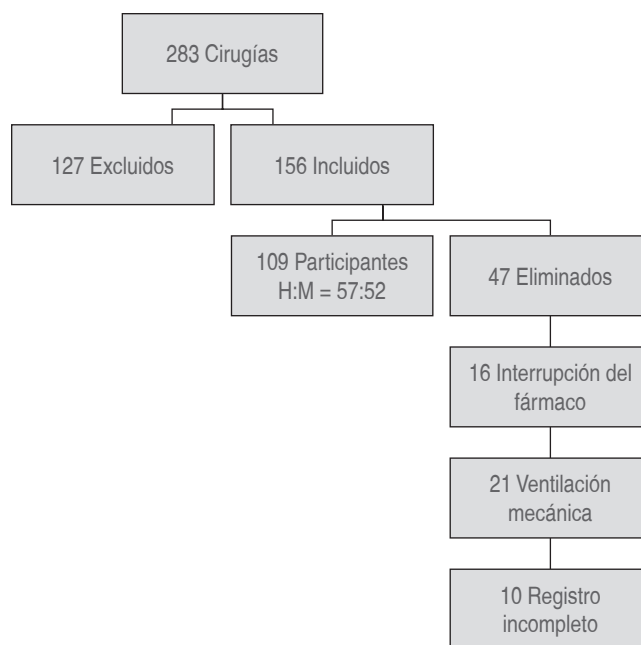 283 Cirugías
127 Excluidos
156 Incluidos
109 Participantes
H:M = 57:52
47 Eliminados
16 Interrupción del
fármaco
21 Ventilación
mecánica
10 Registro
incompleto